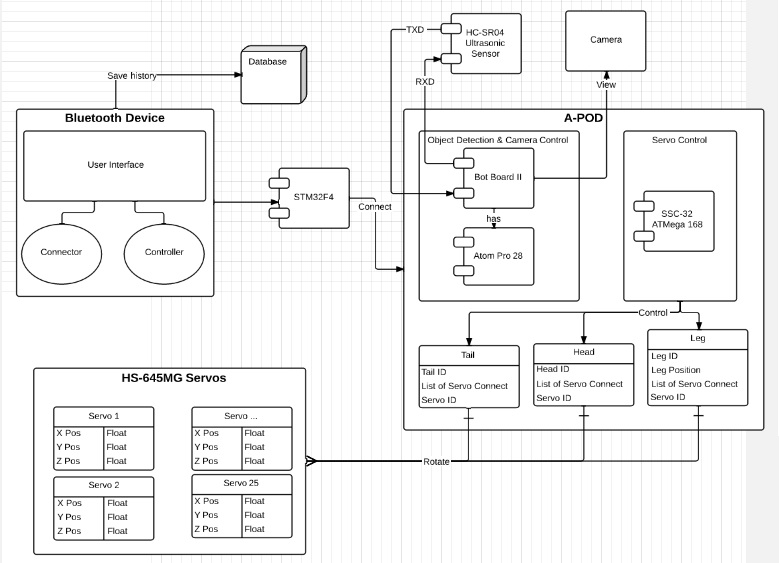 TXD
HC-SR04
Ultrasonic
Sensor
Camera
Database
Save history
RXD
View
Bluetooth Device
A-POD
User Interface
Object Detection & Camera Control
Servo Control
Bot Board II
STM32F4
Connect
SSC-32
ATMega 168
has
Connector
Controller
Atom Pro 28
Control
Tail
Tail ID
List of Servo Connect
Servo ID
Head
Head ID
List of Servo Connect
Servo ID
Leg
Leg ID
Leg Position
List of Servo Connect
Servo ID
HS-645MG Servos
Servo 1
X Pos Float
Y Pos Float
Z Pos Float
Servo ...
X Pos Float
Y Pos Float
Z Pos Float
Servo 2
X Pos Float
Y Pos Float
Z Pos Float
Servo 25
X Pos Float
Y Pos Float
Z Pos Float
Rotate